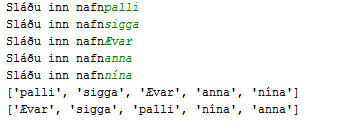 Sláðu inn nafnpalli
Sláðu inn nafnsigga
Sláðu inn nafnÆvar
Sláðu inn nafnanna
Sláðu inn nafnnína
['palli', 'sigga', 'Ævar', 'anna', 'nína']
['Ævar', 'sigga', 'palli', 'nína', 'anna']